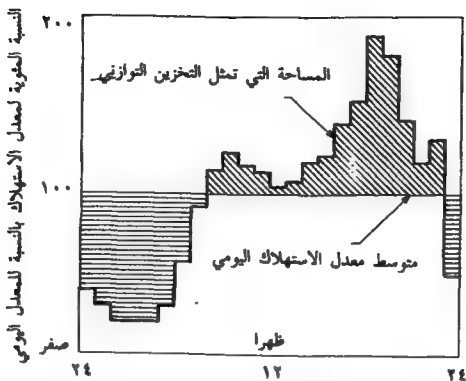 النسبة المئوية لمعدل الاستهلاك بالنسبة للمعدل اليومي
٢٠٠
المساحة التي تمثل التخزين التوازني
١٠٠
متوسط معدل الاستهلاك اليومي
صفر
ظهرا
٢٤
١٢
٢٤